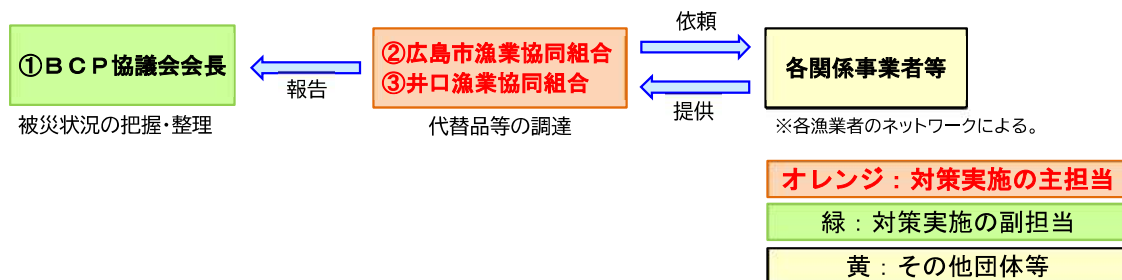 ①BCP協議会会長
被災状況の把握・整理
報告
②広島市漁業協同組合
③井口漁業協同組合
代替品等の調達
依頼
提供
各関係事業者等
※各漁業者のネットワークによる。
オレンジ：対策実施の主担当
緑：対策実施の副担当
黄：その他団体等